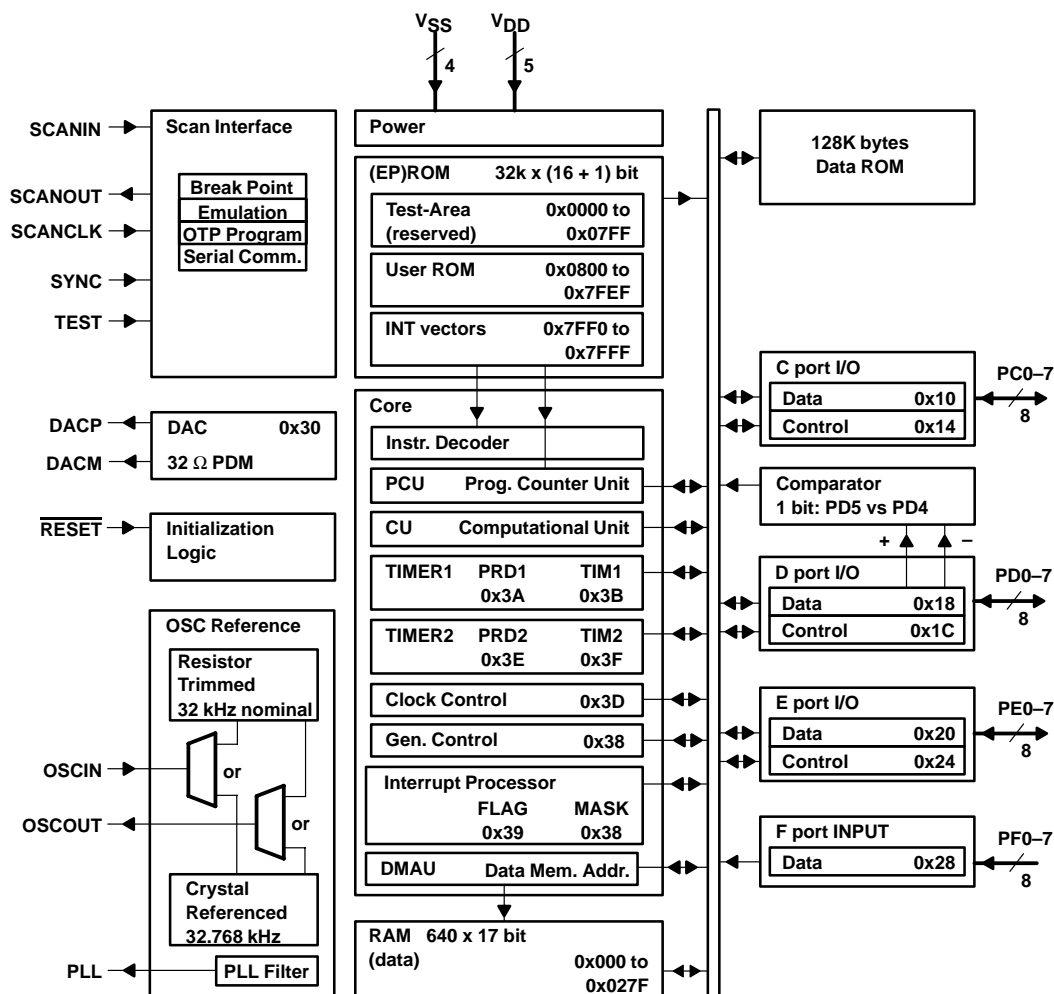 VSS
VDD
4
5
SCANIN
SCANOUT
SCANCLK
SYNC
TEST
Scan Interface
Break Point
Emulation
OTP Program
Serial Comm.
DACP
DACM
DAC 0x30
32 Ω PDM
RESET
Initialization
Logic
OSC Reference
Resistor
Trimmed
32 kHz nominal
OSCIN
or
OSCOUT
or
Crystal
Referenced
32.768 kHz
PLL
PLL Filter
Power
(EP)ROM 32k x (16 + 1) bit
Test-Area 0x0000 to
(reserved) 0x07FF
User ROM 0x0800 to
0x7FEF
INT vectors 0x7FF0 to
0x7FFF
Core
Instr. Decoder
PCU Prog. Counter Unit
CU Computational Unit
TIMER1 PRD1 TIM1
0x3A 0x3B
TIMER2 PRD2 TIM2
0x3E 0x3F
Clock Control 0x3D
Gen. Control 0x38
Interrupt Processor
FLAG MASK
0x39 0x38
DMAU Data Mem. Addr.
RAM 640 x 17 bit
(data)
0x000 to
0x027F
128K bytes
Data ROM
C port I/O
Data 0x10
Control 0x14
PC0–7
8
Comparator
1 bit: PD5 vs PD4
+ –
D port I/O
Data 0x18
Control 0x1C
PD0–7
8
E port I/O
Data 0x20
Control 0x24
PE0–7
8
F port INPUT
Data 0x28
PF0–7
8